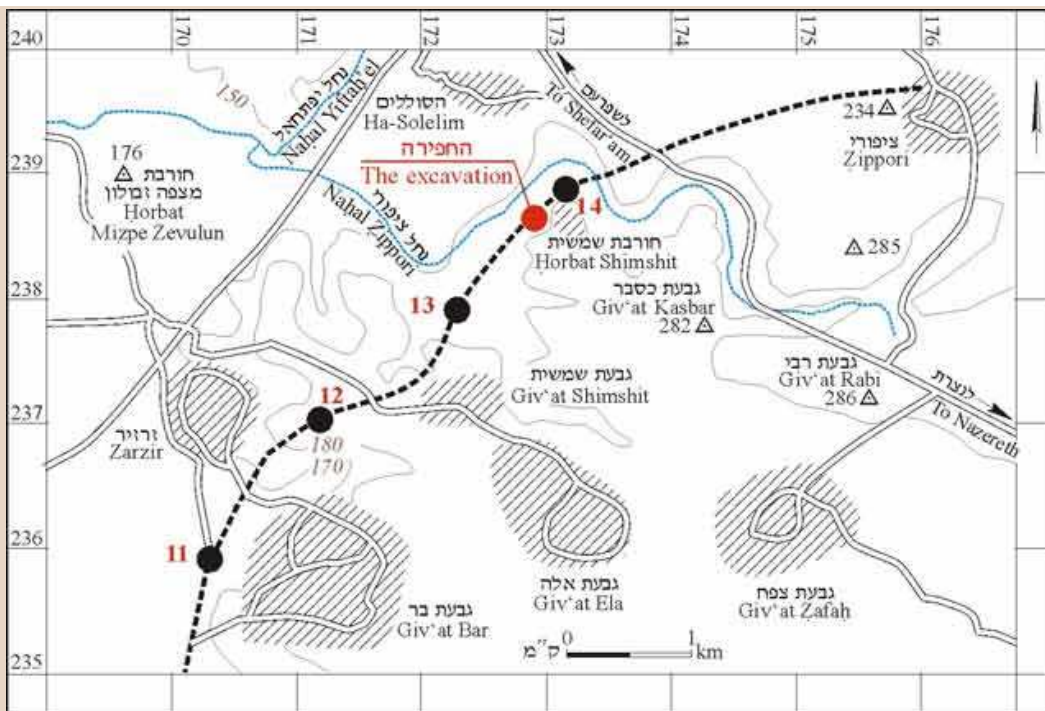 170
171
172
173
174
175
176
240
239
238
237
236
235
150
נחל יפתחאל
Naḥal Yiftaḥ'el
הסוללים
Ha-Solelim
לשפרעם
To Shefar'am
234
ציפורי
Zippori
החפירה
The excavation
176
חורבת
מצפה זבולון
Horbat
Mizpe Zevulun
נחל ציפורי
Naḥal Zippori
14
חורבת שמשית
Horbat Shimshit
285
גבעת כסבר
Giv'at Kasbar
282
13
גבעת רבי
Giv'at Rabi
286
לנצרת
To Nazereth
גבעת שמשית
Giv'at Shimshit
12
180
170
זרזיר
Zarzir
11
גבעת אלה
Giv'at Ela
גבעת צפח
Giv'at Ẓafaḥ
גבעת בר
Giv'at Bar
ק"מ
0
1
km